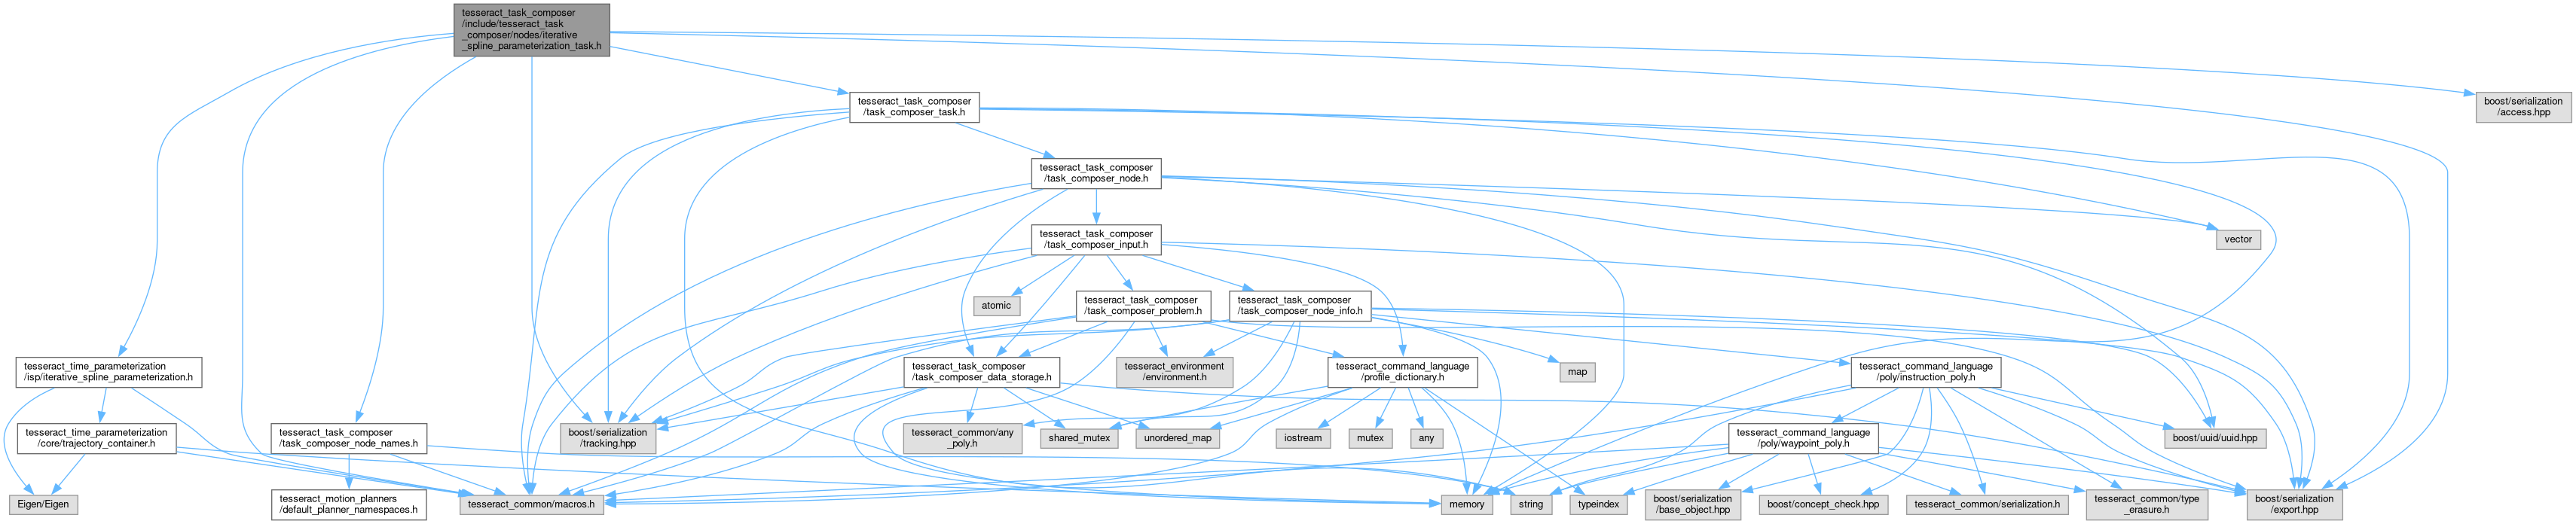 tesseract_task_composer
/include/tesseract_task
_composer/nodes/iterative
_spline_parameterization_task.h
tesseract_task_composer
/task_composer_task.h
boost/serialization
/access.hpp
tesseract_task_composer
/task_composer_node.h
tesseract_task_composer
/task_composer_input.h
vector
atomic
tesseract_task_composer
/task_composer_problem.h
tesseract_task_composer
/task_composer_node_info.h
tesseract_time_parameterization
/isp/iterative_spline_parameterization.h
tesseract_task_composer
/task_composer_data_storage.h
tesseract_environment
/environment.h
tesseract_command_language
/profile_dictionary.h
map
tesseract_command_language
/poly/instruction_poly.h
tesseract_time_parameterization
/core/trajectory_container.h
tesseract_task_composer
/task_composer_node_names.h
boost/serialization
/tracking.hpp
tesseract_common/any
_poly.h
shared_mutex
unordered_map
iostream
mutex
any
tesseract_command_language
/poly/waypoint_poly.h
boost/uuid/uuid.hpp
Eigen/Eigen
tesseract_motion_planners
/default_planner_namespaces.h
tesseract_common/macros.h
memory
string
typeindex
boost/serialization
/base_object.hpp
boost/concept_check.hpp
tesseract_common/serialization.h
tesseract_common/type
_erasure.h
boost/serialization
/export.hpp